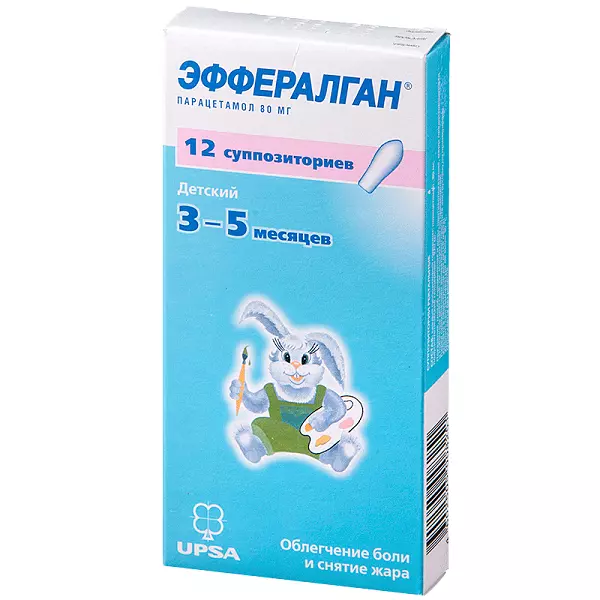 ЭФФЕРАЛГАН®
ПАРАЦЕТАМОЛ 80 МГ
12 суппозиториев
Детский
3–5 месяцев
UPSA
Облегчение боли
и снятие жара